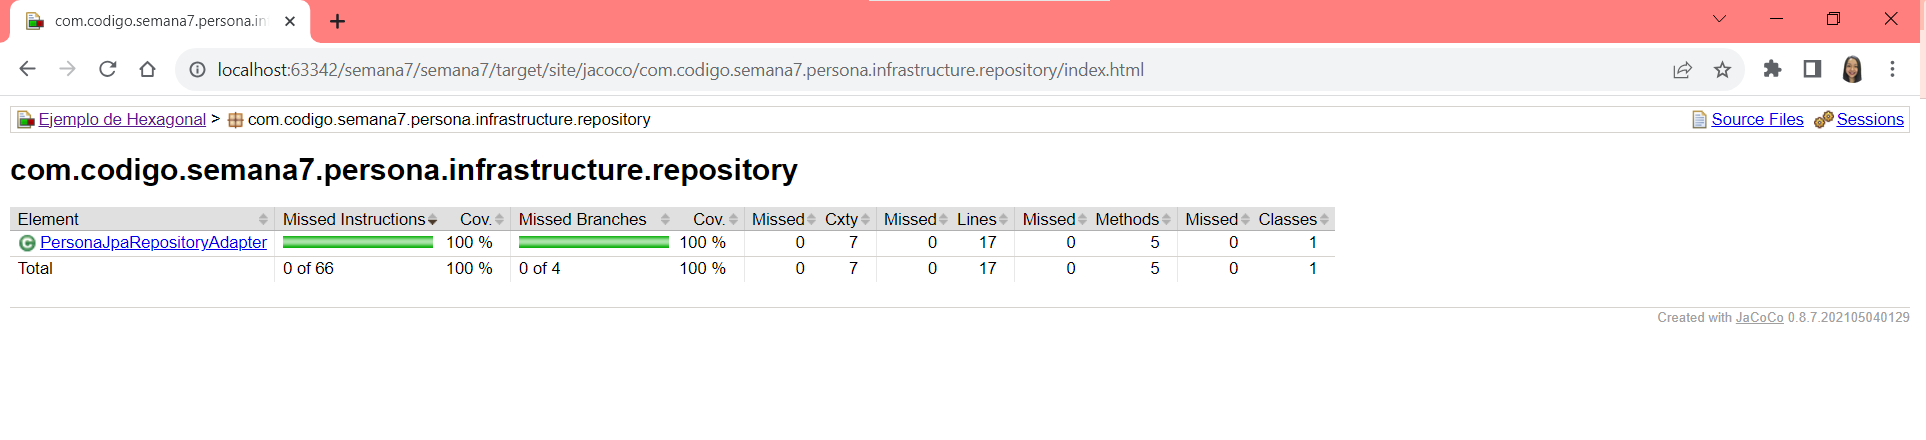 com.codigo.semana7.persona.in
localhost:63342/semana7/semana7/target/site/jacoco/com.codigo.semana7.persona.infrastructure.repository/index.html
Ejemplo de Hexagonal > com.codigo.semana7.persona.infrastructure.repository Source Files Sessions
com.codigo.semana7.persona.infrastructure.repository
Element Missed Instructions Cov. Missed Branches Cov. Missed Cxty Missed Lines Missed Methods Missed Classes
PersonaJpaRepositoryAdapter 100 % 100 % 0 7 0 17 0 5 0 1
Total 0 of 66 100 % 0 of 4 100 % 0 7 0 17 0 5 0 1
Created with JaCoCo 0.8.7.202105040129